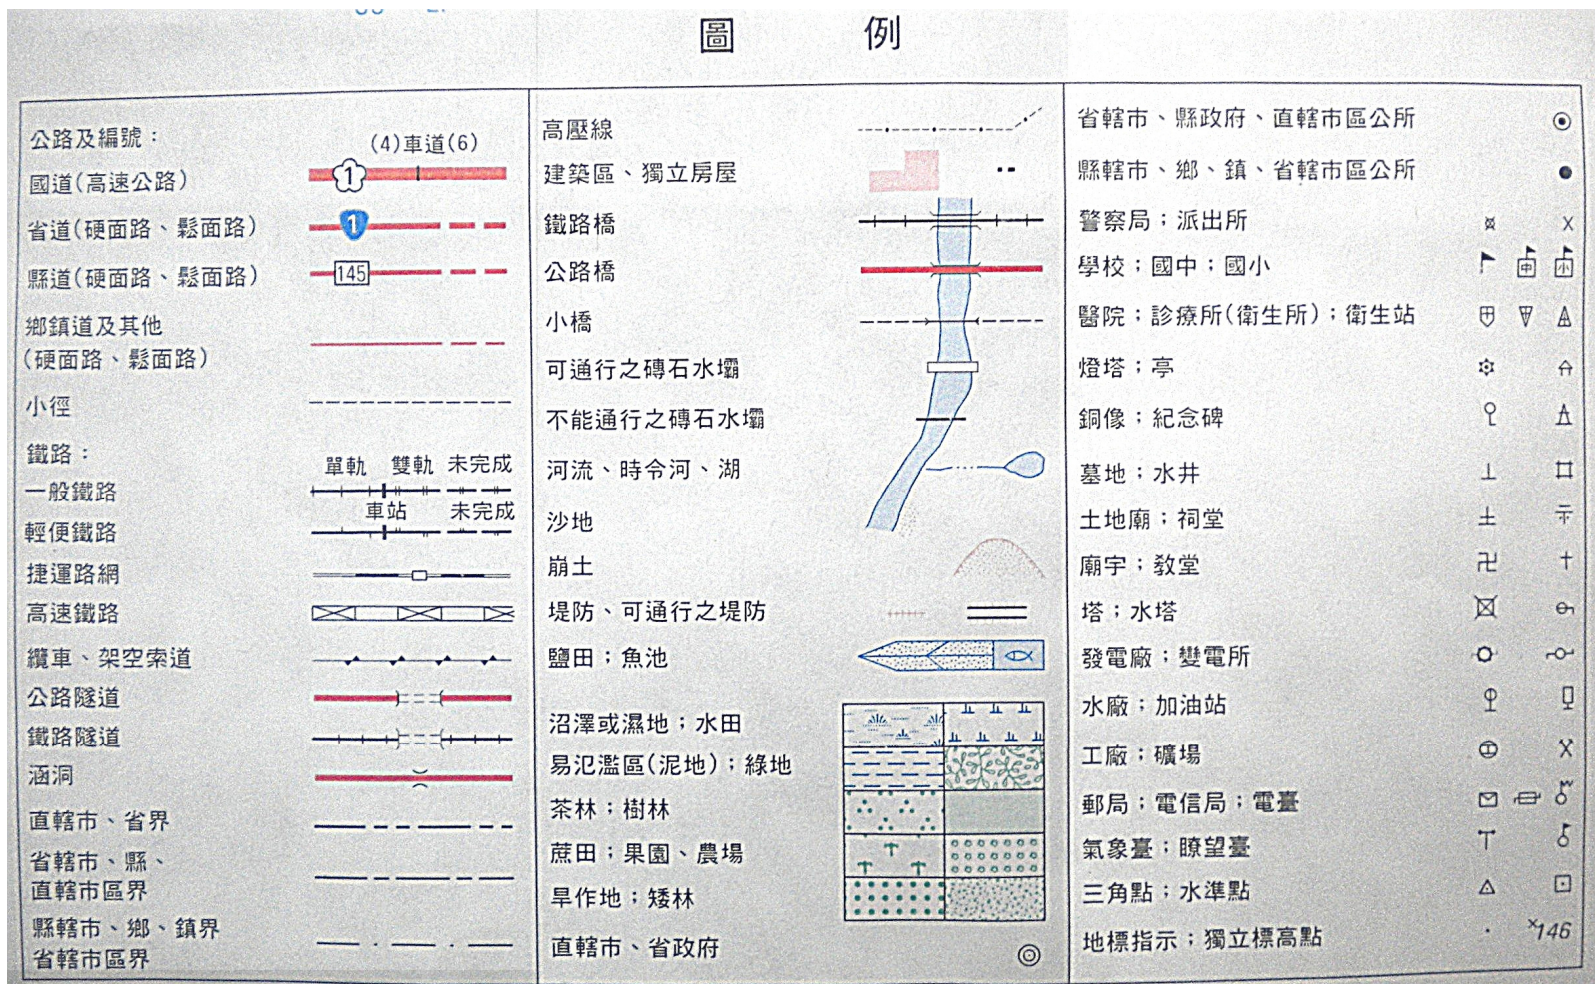 圖 例
公路及編號：
(4)車道(6)
國道(高速公路)
1
省道(硬面路、鬆面路)
1
縣道(硬面路、鬆面路)
145
鄉鎮道及其他
(硬面路、鬆面路)
小徑
鐵路：
單軌 雙軌 未完成
一般鐵路
車站 未完成
輕便鐵路
捷運路網
高速鐵路
纜車、架空索道
公路隧道
鐵路隧道
涵洞
直轄市、省界
省轄市、縣、
直轄市區界
縣轄市、鄉、鎮界
省轄市區界
高壓線
建築區、獨立房屋
鐵路橋
公路橋
小橋
可通行之磚石水壩
不能通行之磚石水壩
河流、時令河、湖
沙地
崩土
堤防、可通行之堤防
鹽田；魚池
沼澤或濕地；水田
易氾濫區(泥地)；綠地
茶林；樹林
蔗田；果園、農場
旱作地；矮林
直轄市、省政府
省轄市、縣政府、直轄市區公所
縣轄市、鄉、鎮、省轄市區公所
警察局；派出所
學校；國中；國小
中 小
醫院；診療所(衛生所)；衛生站
燈塔；亭
銅像；紀念碑
墓地；水井
土地廟；祠堂
廟宇；教堂
塔；水塔
發電廠；變電所
水廠；加油站
工廠；礦場
郵局；電信局；電臺
氣象臺；瞭望臺
三角點；水準點
地標指示；獨立標高點
146